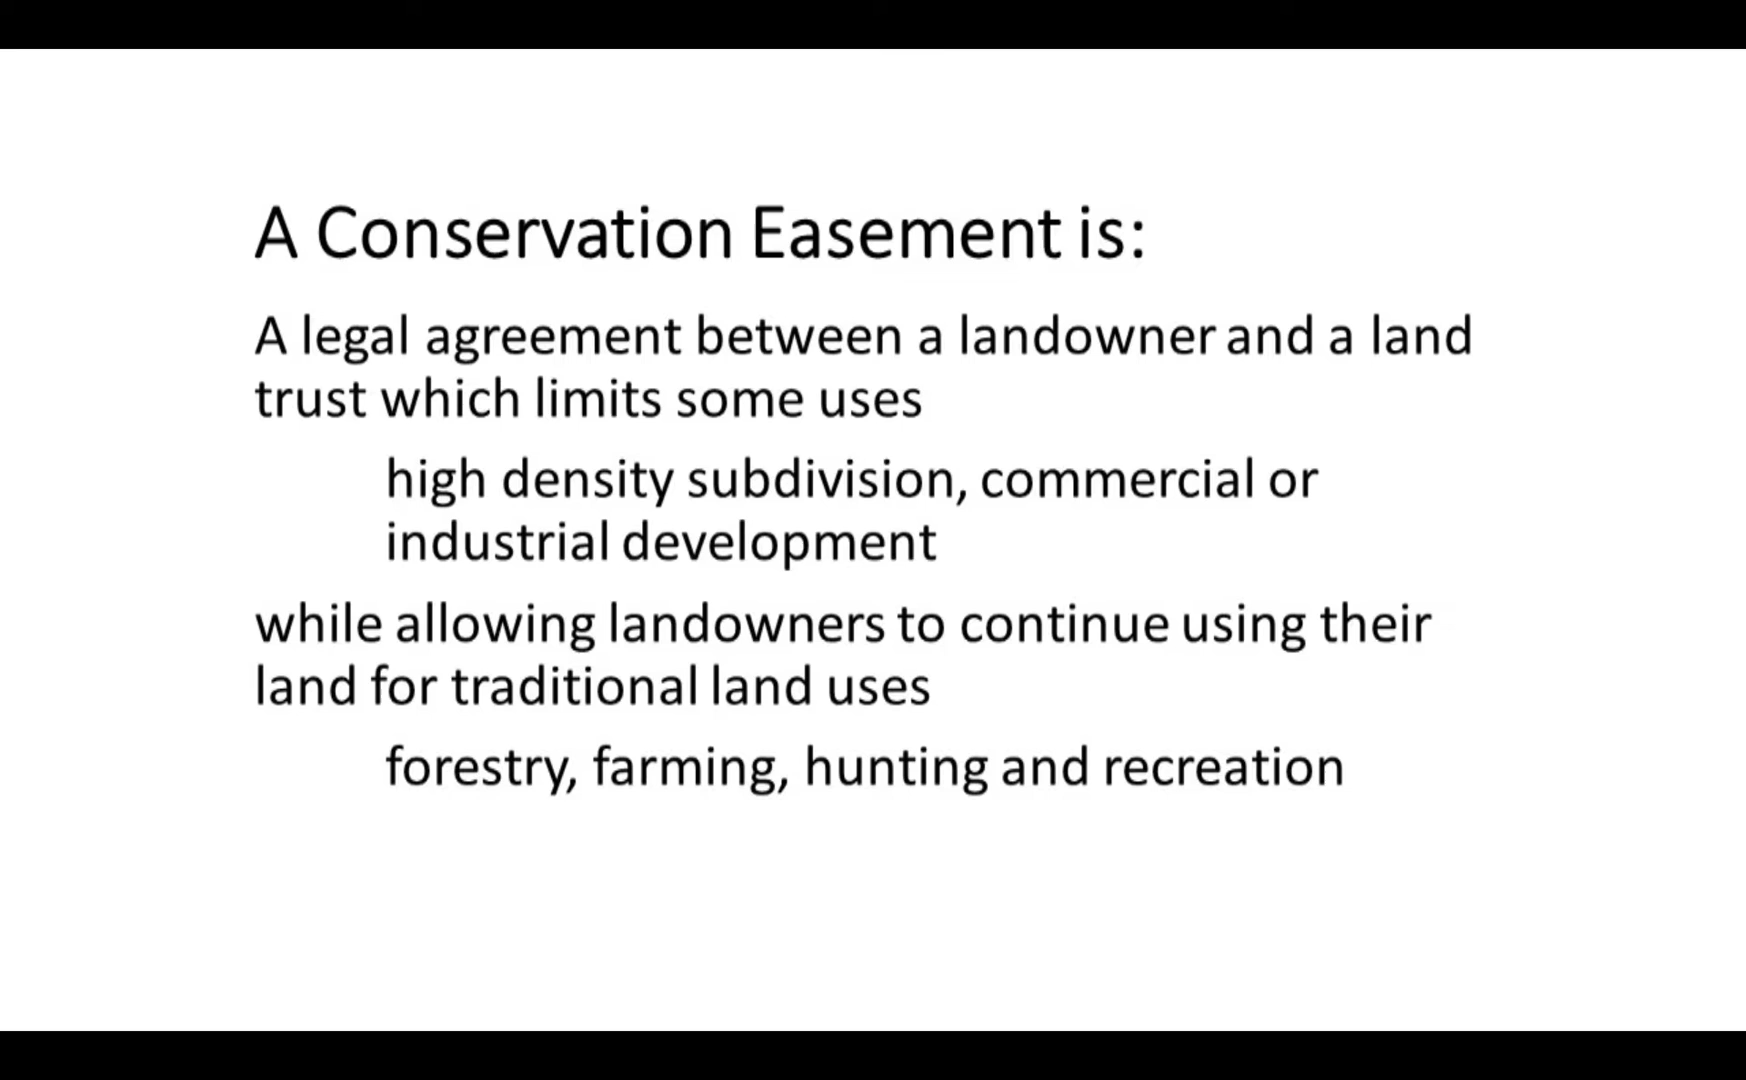 A Conservation Easement is:
A legal agreement between a landowner and a land
trust which limits some uses
high density subdivision, commercial or
industrial development
while allowing landowners to continue using their
land for traditional land uses
forestry, farming, hunting and recreation